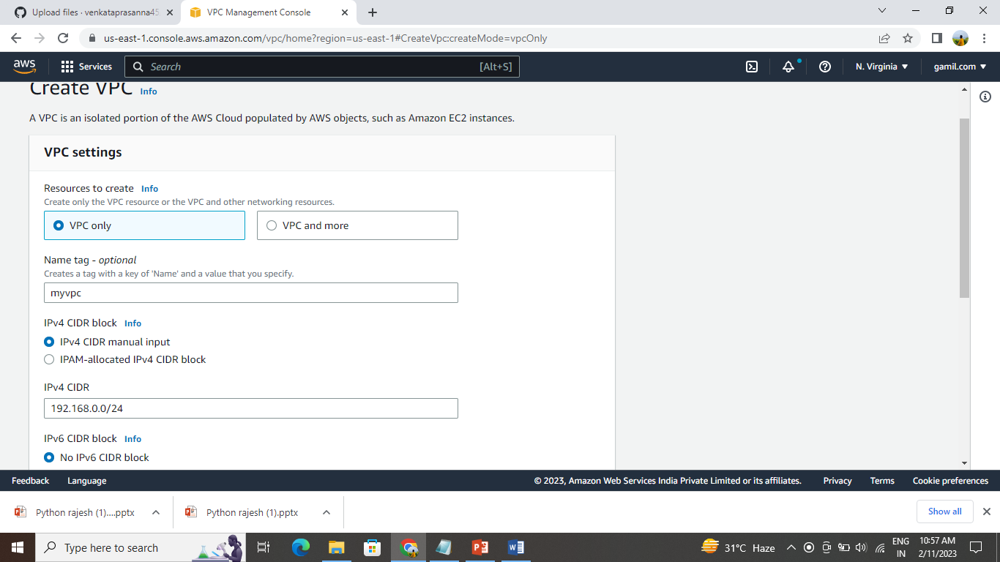 Upload files · venkataprasanna45
VPC Management Console
us-east-1.console.aws.amazon.com/vpc/home?region=us-east-1#CreateVpc:createMode=vpcOnly
aws
Services
Search
[Alt+S]
N. Virginia
gamil.com
Create VPC Info
A VPC is an isolated portion of the AWS Cloud populated by AWS objects, such as Amazon EC2 instances.
VPC settings
Resources to create Info
Create only the VPC resource or the VPC and other networking resources.
VPC only
VPC and more
Name tag - optional
Creates a tag with a key of 'Name' and a value that you specify.
myvpc
IPv4 CIDR block Info
IPv4 CIDR manual input
IPAM-allocated IPv4 CIDR block
IPv4 CIDR
192.168.0.0/24
IPv6 CIDR block Info
No IPv6 CIDR block
Feedback
Language
© 2023, Amazon Web Services India Private Limited or its affiliates.
Privacy
Terms
Cookie preferences
Python rajesh (1)....pptx
Python rajesh (1).pptx
Show all
Type here to search
31°C Haze
ENG
IN
10:57 AM
2/11/2023